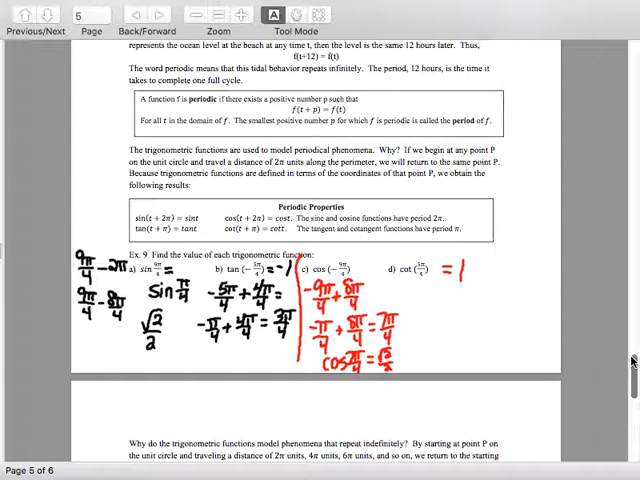 5
Previous/Next Page Back/Forward Zoom Tool Mode
represents the ocean level at the beach at any time t, then the level is the same 12 hours later. Thus,
f(t+12) = f(t)
The word periodic means that this tidal behavior repeats infinitely. The period, 12 hours, is the time it
takes to complete one full cycle.
A function f is periodic if there exists a positive number p such that
f(t + p) = f(t)
For all t in the domain of f. The smallest positive number p for which f is periodic is called the period of f.
The trigonometric functions are used to model periodical phenomena. Why? If we begin at any point P
on the unit circle and travel a distance of 2π units along the perimeter, we will return to the same point P.
Because trigonometric functions are defined in terms of the coordinates of that point P, we obtain the
following results:
Periodic Properties
sin(t + 2π) = sint cos(t + 2π) = cost. The sine and cosine functions have period 2π.
tan(t + π) = tant cot(t + π) = cott. The tangent and cotangent functions have period π.
Ex. 9 Find the value of each trigonometric function:
9π/4 - 2π
a) sin 9π/4 = b) tan (-5π/4) = -1 c) cos (-9π/4) d) cot (5π/4) = 1
9π/4 - 8π/4 sin π/4 -5π/4 + 4π/4 = -9π/4 + 8π/4
√2/2 -π/4 + 4π/4 = 3π/4 -π/4 + 8π/4 = 7π/4
cos 7π/4 = √2/2
Why do the trigonometric functions model phenomena that repeat indefinitely? By starting at point P on
the unit circle and traveling a distance of 2π units, 4π units, 6π units, and so on, we return to the starting
Page 5 of 6